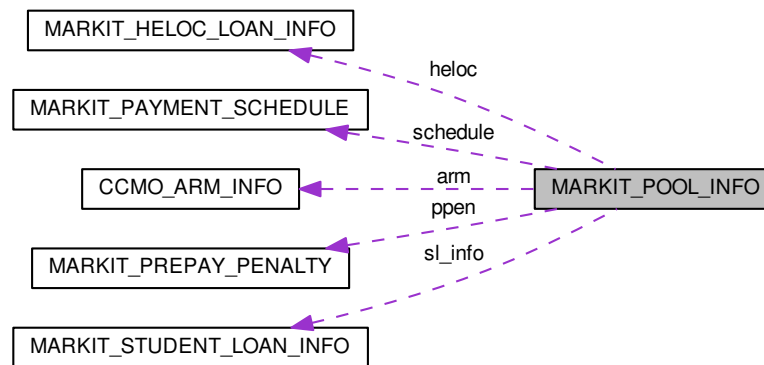 MARKIT_HELOC_LOAN_INFO
heloc
MARKIT_PAYMENT_SCHEDULE
schedule
CCMO_ARM_INFO
arm
MARKIT_POOL_INFO
ppen
MARKIT_PREPAY_PENALTY
sl_info
MARKIT_STUDENT_LOAN_INFO